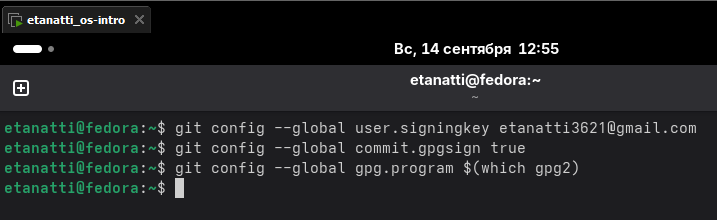 etanatti_os-intro
Вс, 14 сентября 12:55
etanatti@fedora:~
~
etanatti@fedora:~$ git config --global user.signingkey etanatti3621@gmail.com
etanatti@fedora:~$ git config --global commit.gpgsign true
etanatti@fedora:~$ git config --global gpg.program $(which gpg2)
etanatti@fedora:~$